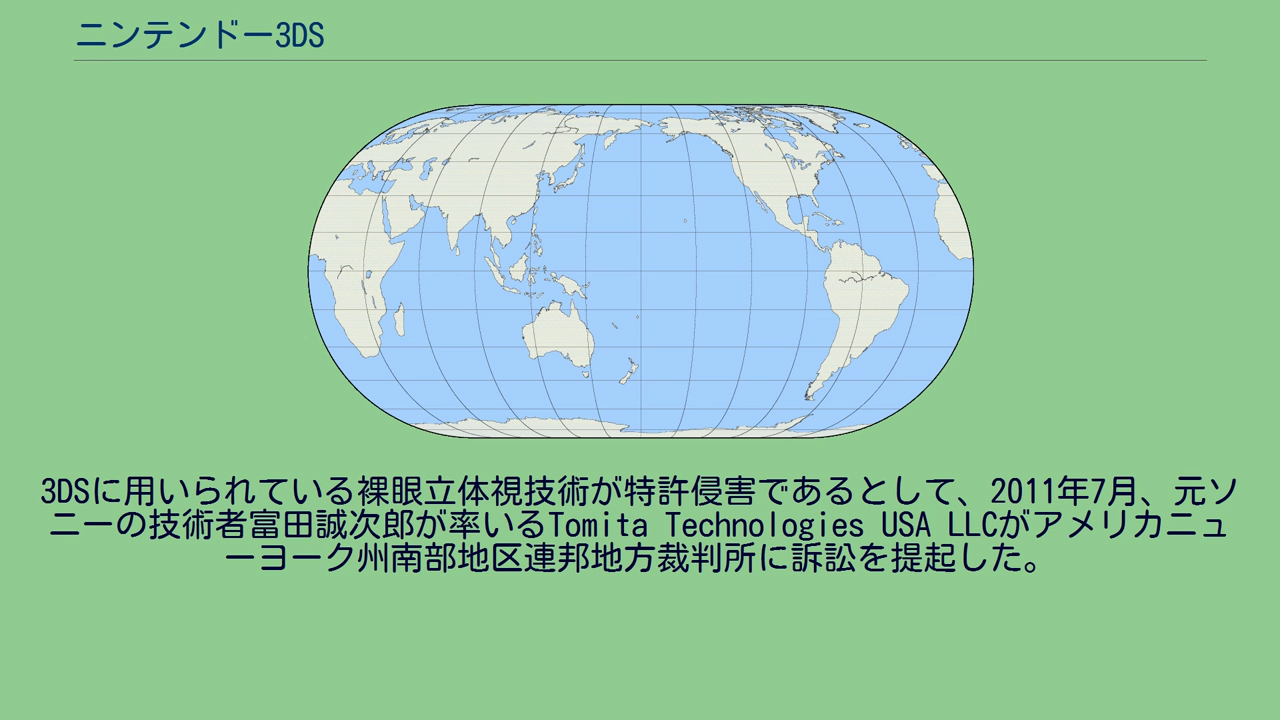 ニンテンドー3DS
3DSに用いられている裸眼立体視技術が特許侵害であるとして、2011年7月、元ソ
ニーの技術者富田誠次郎が率いるTomita Technologies USA LLCがアメリカニュ
ーヨーク州南部地区連邦地方裁判所に訴訟を提起した。